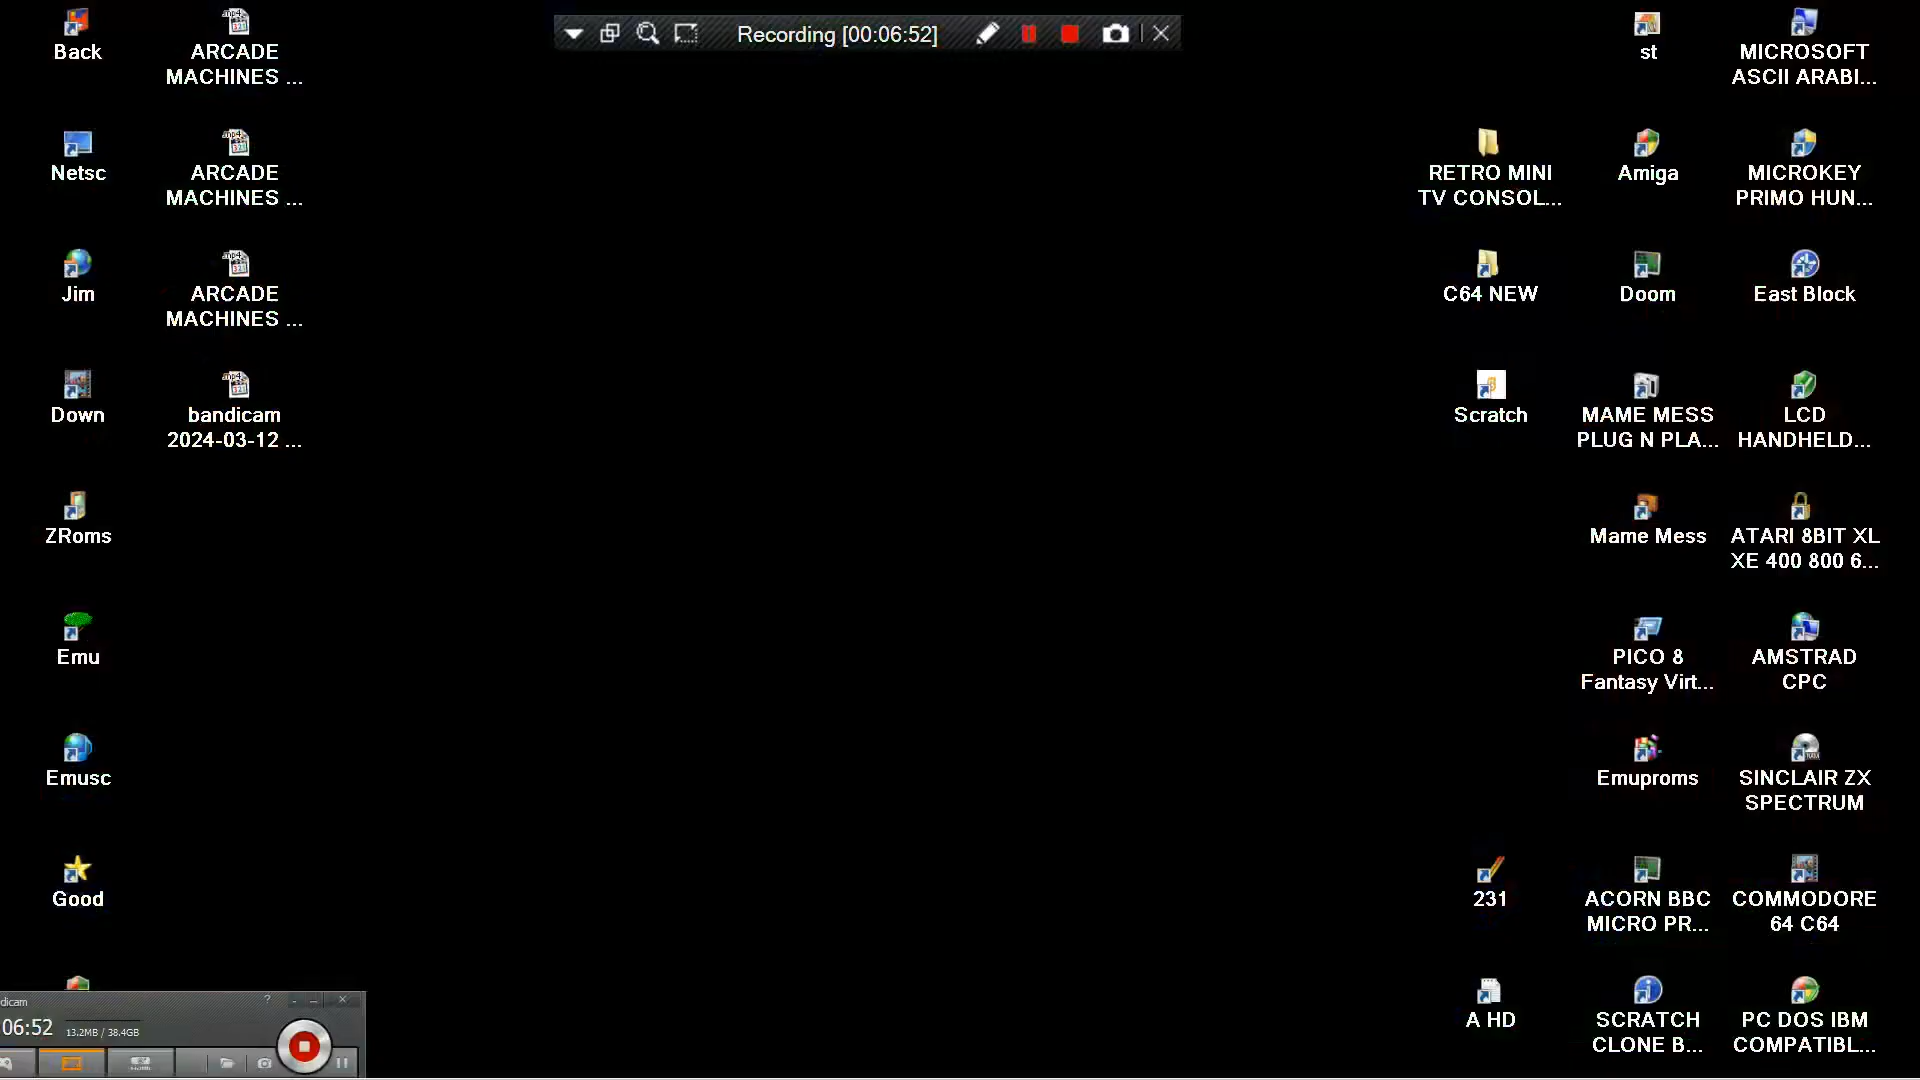 Recording [00:06:52]
Back
ARCADE
MACHINES ...
st
MICROSOFT
ASCII ARABI...
Netsc
ARCADE
MACHINES ...
RETRO MINI
TV CONSOL...
Amiga
MICROKEY
PRIMO HUN...
Jim
ARCADE
MACHINES ...
C64 NEW
Doom
East Block
Down
bandicam
2024-03-12 ...
Scratch
MAME MESS
PLUG N PLA...
LCD
HANDHELD...
ZRoms
Mame Mess
ATARI 8BIT XL
XE 400 800 6...
Emu
PICO 8
Fantasy Virt...
AMSTRAD
CPC
Emusc
Emuproms
SINCLAIR ZX
SPECTRUM
Good
231
ACORN BBC
MICRO PR...
COMMODORE
64 C64
A HD
SCRATCH
CLONE B...
PC DOS IBM
COMPATIBL...
dicam
06:52
13.2MB / 38.4GB